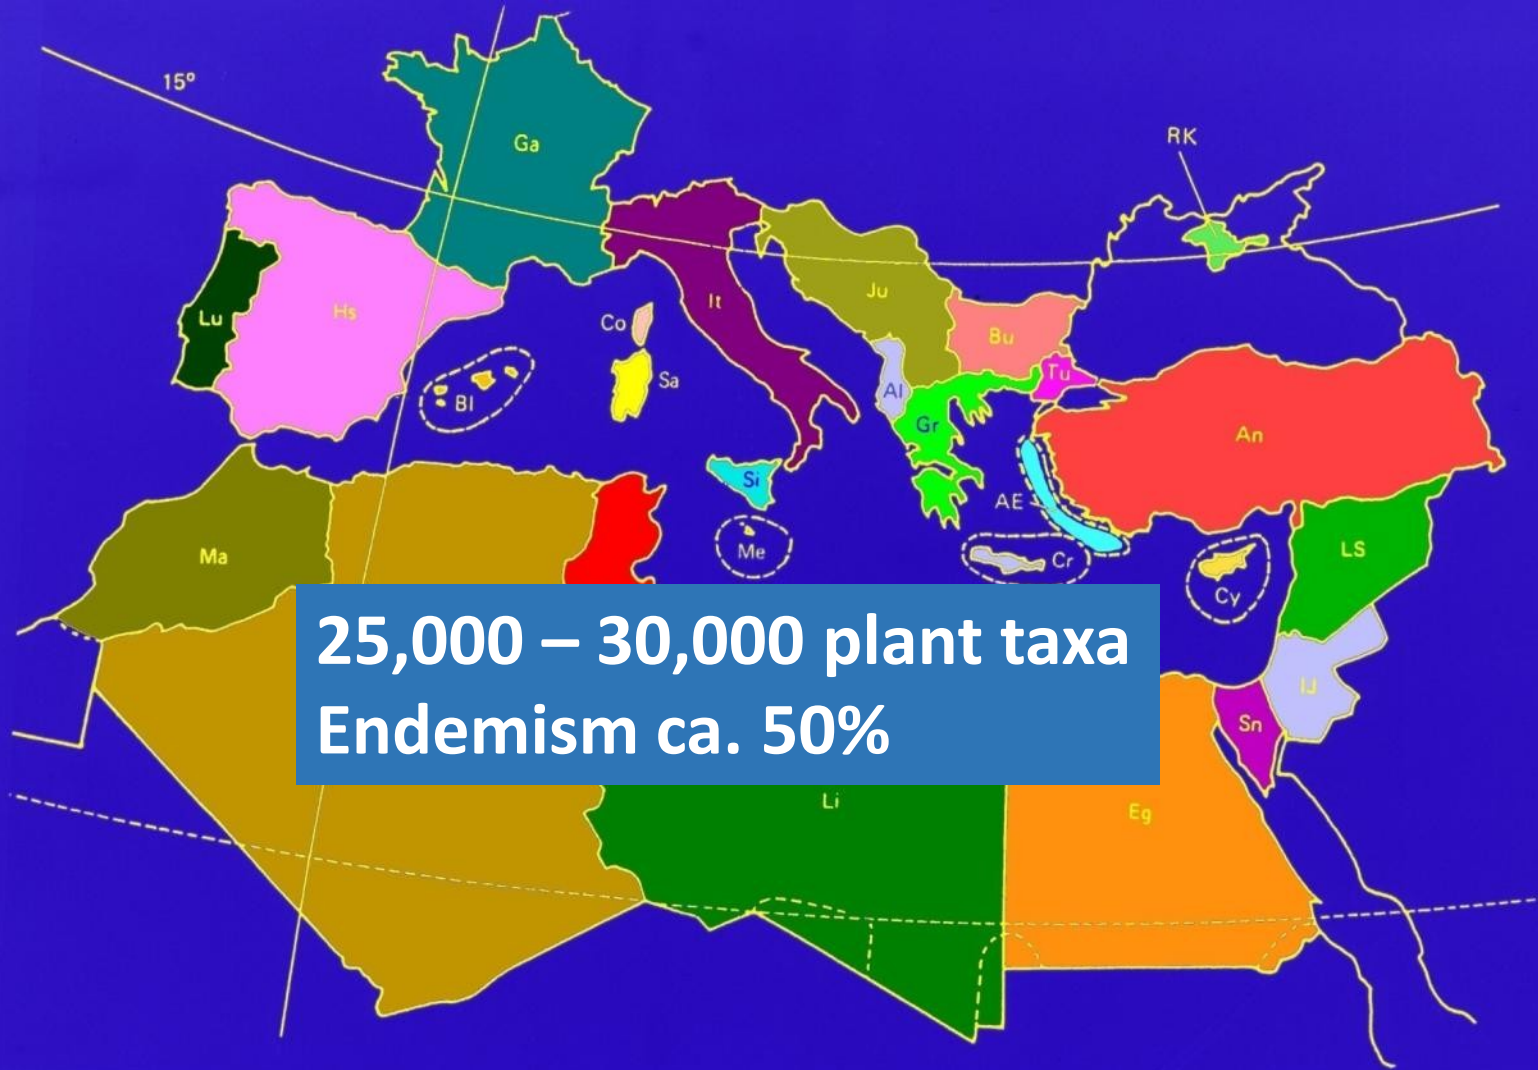 15°
RK
Ga
It
Ju
Lu
Hs
Co
Bu
Tu
Sa
Al
Bl
Gr
An
Si
AE
Ma
Me
Cr
LS
Cy
25,000 – 30,000 plant taxa
Endemism ca. 50%
IJ
Sn
Li
Eg